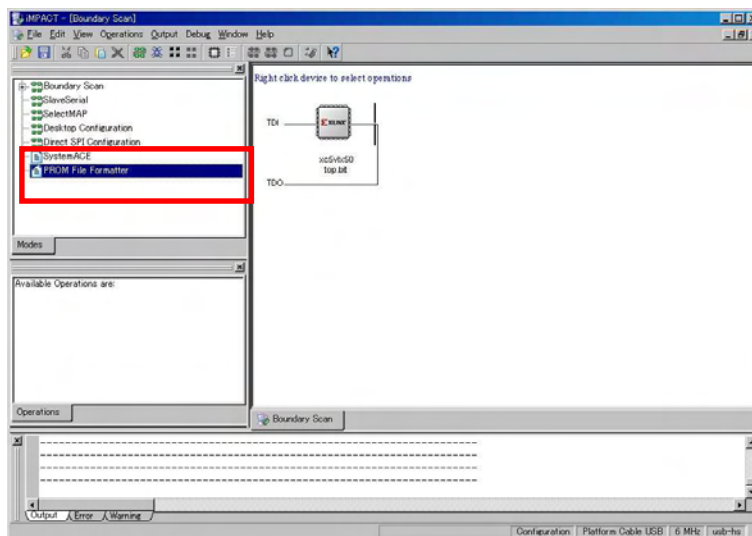 iMPACT - [Boundary Scan]
File Edit View Operations Output Debug Window Help
Boundary Scan
SlaveSerial
SelectMAP
Desktop Configuration
Direct SPI Configuration
SystemACE
PROM File Formatter
Modes
Available Operations are:
Operations
Right click device to select operations
TDI
XILINX
xc5vlx50
top.bit
TDO
Boundary Scan
Output Error Warning
Configuration Platform Cable USB 6 MHz usb-hs